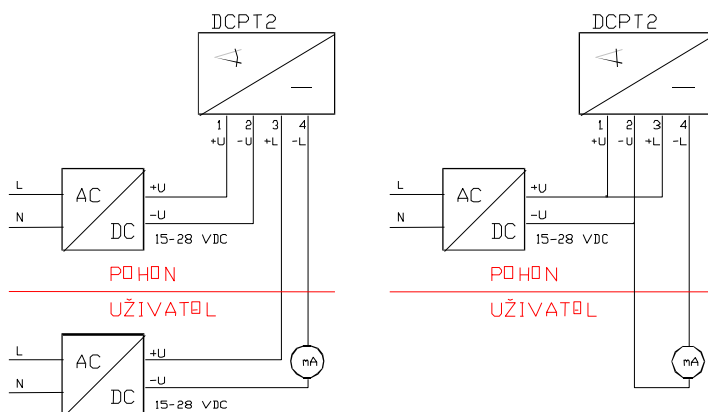 DCPT2
1 2 3 4
+U -U +L -L
L
N
AC
DC
+U
-U
15-28 VDC
POHON
UŽIVATEL
L
N
AC
DC
+U
-U
15-28 VDC
mA
DCPT2
1 2 3 4
+U -U +L -L
L
N
AC
DC
+U
-U
15-28 VDC
POHON
UŽIVATEL
mA